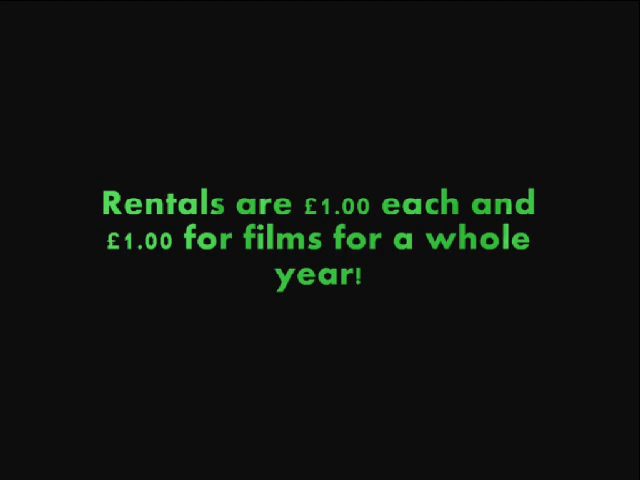 Rentals are £1.00 each and
£1.00 for films for a whole
year!